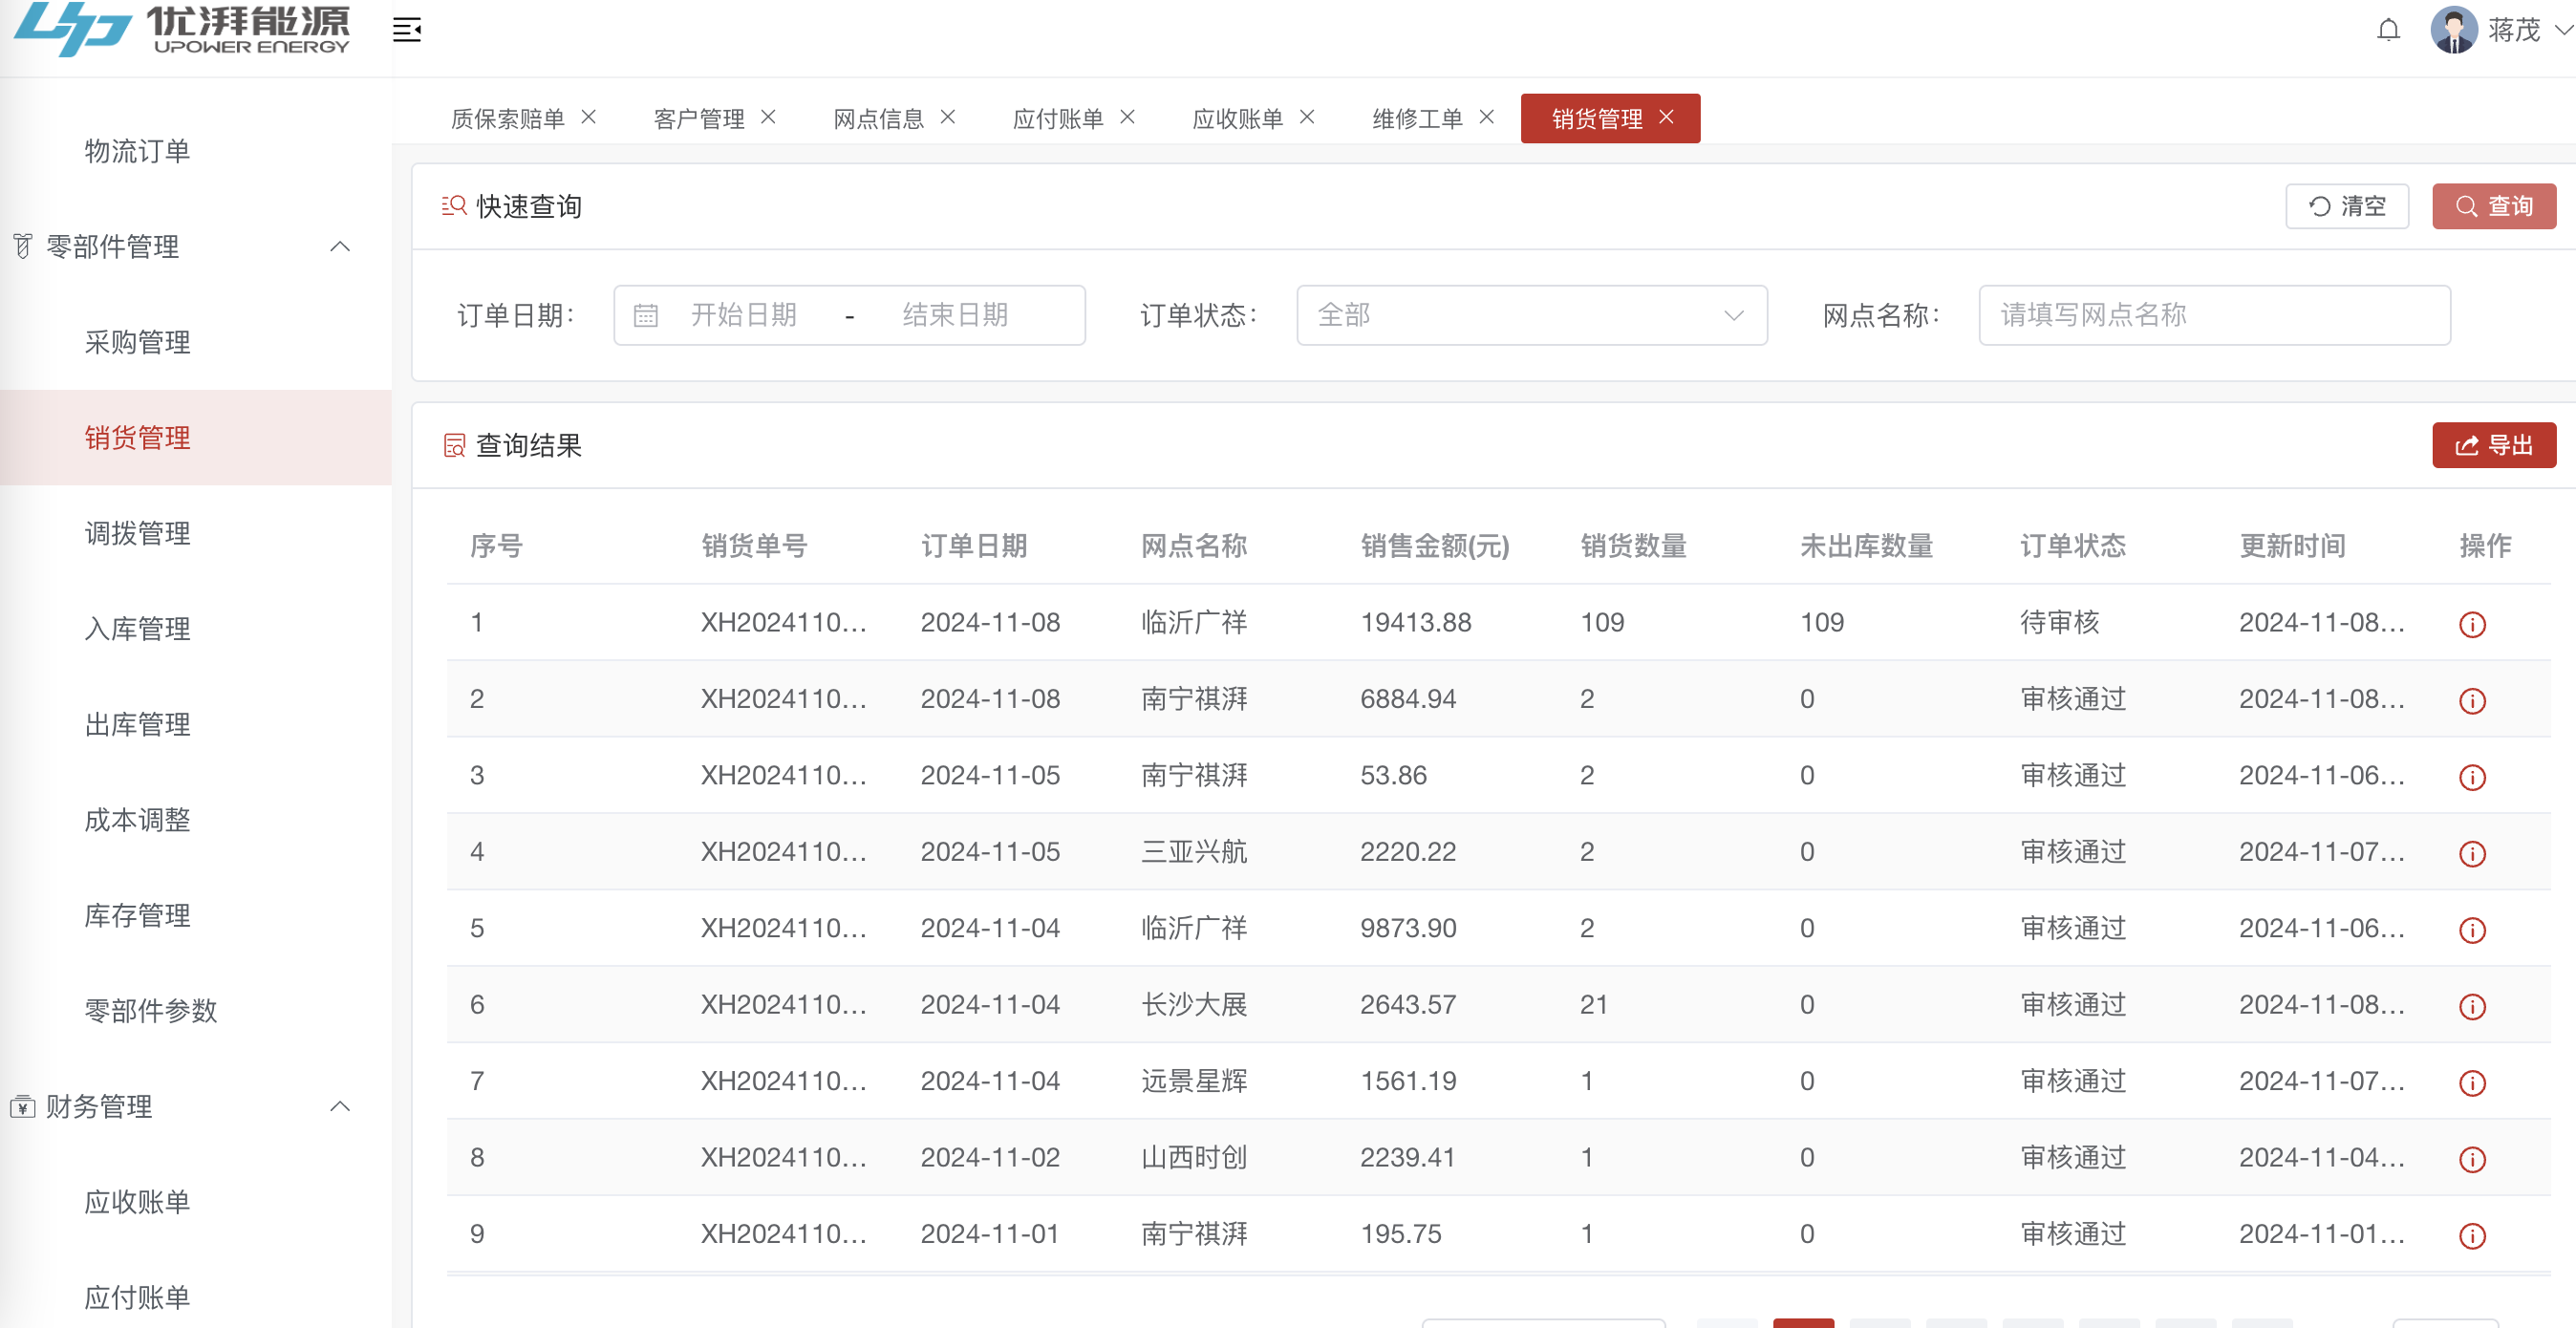 优湃能源
UPOWER ENERGY
蒋茂
物流订单
零部件管理
采购管理
销货管理
调拨管理
入库管理
出库管理
成本调整
库存管理
零部件参数
财务管理
应收账单
应付账单
质保索赔单 客户管理 网点信息 应付账单 应收账单 维修工单 销货管理
快速查询 清空 查询
订单日期: 开始日期 - 结束日期 订单状态: 全部 网点名称: 请填写网点名称
查询结果 导出
序号 销货单号 订单日期 网点名称 销售金额(元) 销货数量 未出库数量 订单状态 更新时间 操作
1 XH2024110... 2024-11-08 临沂广祥 19413.88 109 109 待审核 2024-11-08...
2 XH2024110... 2024-11-08 南宁祺湃 6884.94 2 0 审核通过 2024-11-08...
3 XH2024110... 2024-11-05 南宁祺湃 53.86 2 0 审核通过 2024-11-06...
4 XH2024110... 2024-11-05 三亚兴航 2220.22 2 0 审核通过 2024-11-07...
5 XH2024110... 2024-11-04 临沂广祥 9873.90 2 0 审核通过 2024-11-06...
6 XH2024110... 2024-11-04 长沙大展 2643.57 21 0 审核通过 2024-11-08...
7 XH2024110... 2024-11-04 远景星辉 1561.19 1 0 审核通过 2024-11-07...
8 XH2024110... 2024-11-02 山西时创 2239.41 1 0 审核通过 2024-11-04...
9 XH2024110... 2024-11-01 南宁祺湃 195.75 1 0 审核通过 2024-11-01...